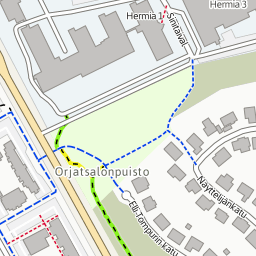 Hermia 3
Hermia 1
Sinitaival
Orjatsalonpuisto
Näyttelijänkatu
Elli-Tompurin katu